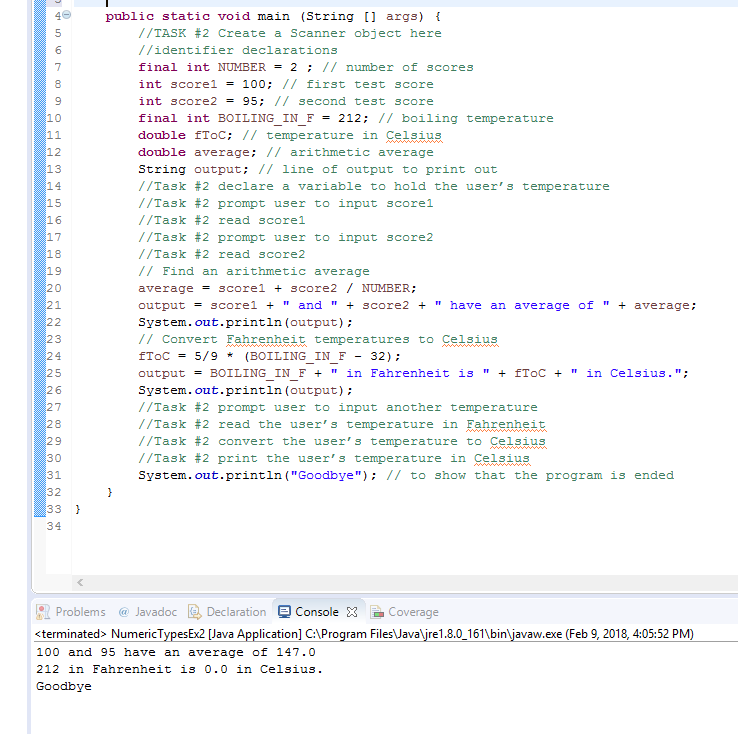 4 public static void main (String [] args) {
5 //TASK #2 Create a Scanner object here
6 //identifier declarations
7 final int NUMBER = 2 ; // number of scores
8 int score1 = 100; // first test score
9 int score2 = 95; // second test score
10 final int BOILING_IN_F = 212; // boiling temperature
11 double fToC; // temperature in Celsius
12 double average; // arithmetic average
13 String output; // line of output to print out
14 //Task #2 declare a variable to hold the user's temperature
15 //Task #2 prompt user to input score1
16 //Task #2 read score1
17 //Task #2 prompt user to input score2
18 //Task #2 read score2
19 // Find an arithmetic average
20 average = score1 + score2 / NUMBER;
21 output = score1 + " and " + score2 + " have an average of " + average;
22 System.out.println(output);
23 // Convert Fahrenheit temperatures to Celsius
24 fToC = 5/9 * (BOILING_IN_F - 32);
25 output = BOILING_IN_F + " in Fahrenheit is " + fToC + " in Celsius.";
26 System.out.println(output);
27 //Task #2 prompt user to input another temperature
28 //Task #2 read the user's temperature in Fahrenheit
29 //Task #2 convert the user's temperature to Celsius
30 //Task #2 print the user's temperature in Celsius
31 System.out.println("Goodbye"); // to show that the program is ended
32 }
33 }
34
Problems @ Javadoc Declaration Console Coverage
<terminated> NumericTypesEx2 [Java Application] C:\Program Files\Java\jre1.8.0_161\bin\javaw.exe (Feb 9, 2018, 4:05:52 PM)
100 and 95 have an average of 147.0
212 in Fahrenheit is 0.0 in Celsius.
Goodbye